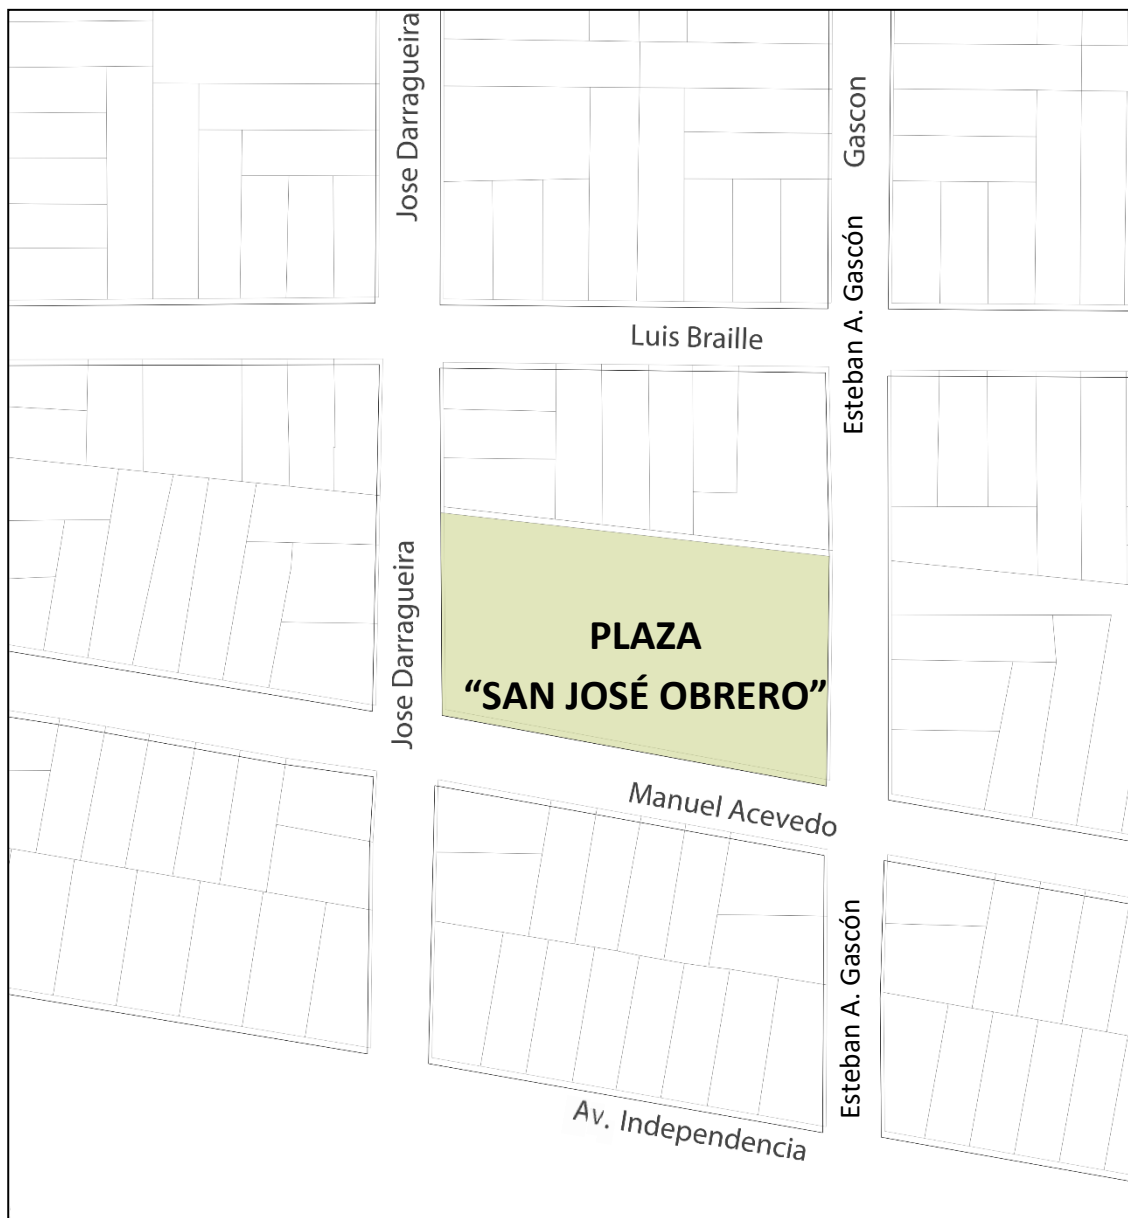 Jose Darragueira
Gascon
Esteban A. Gascón
Luis Braille
Jose Darragueira
PLAZA
“SAN JOSÉ OBRERO”
Manuel Acevedo
Esteban A. Gascón
Av. Independencia